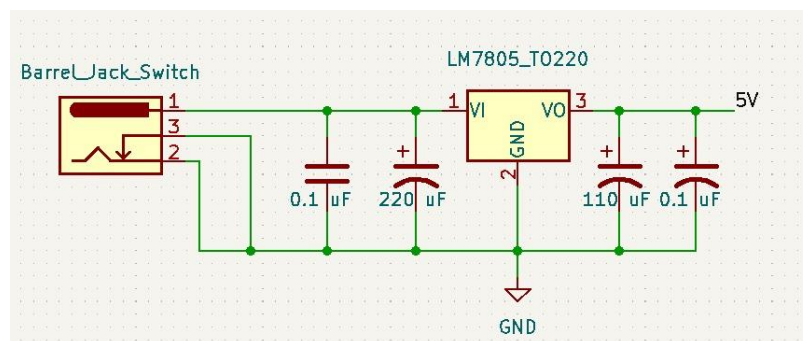 LM7805_TO220
Barrel_Jack_Switch
1
3
2
1
VI
VO
3
5V
GND
2
+
+
+
0.1 uF
220 uF
110 uF
0.1 uF
GND